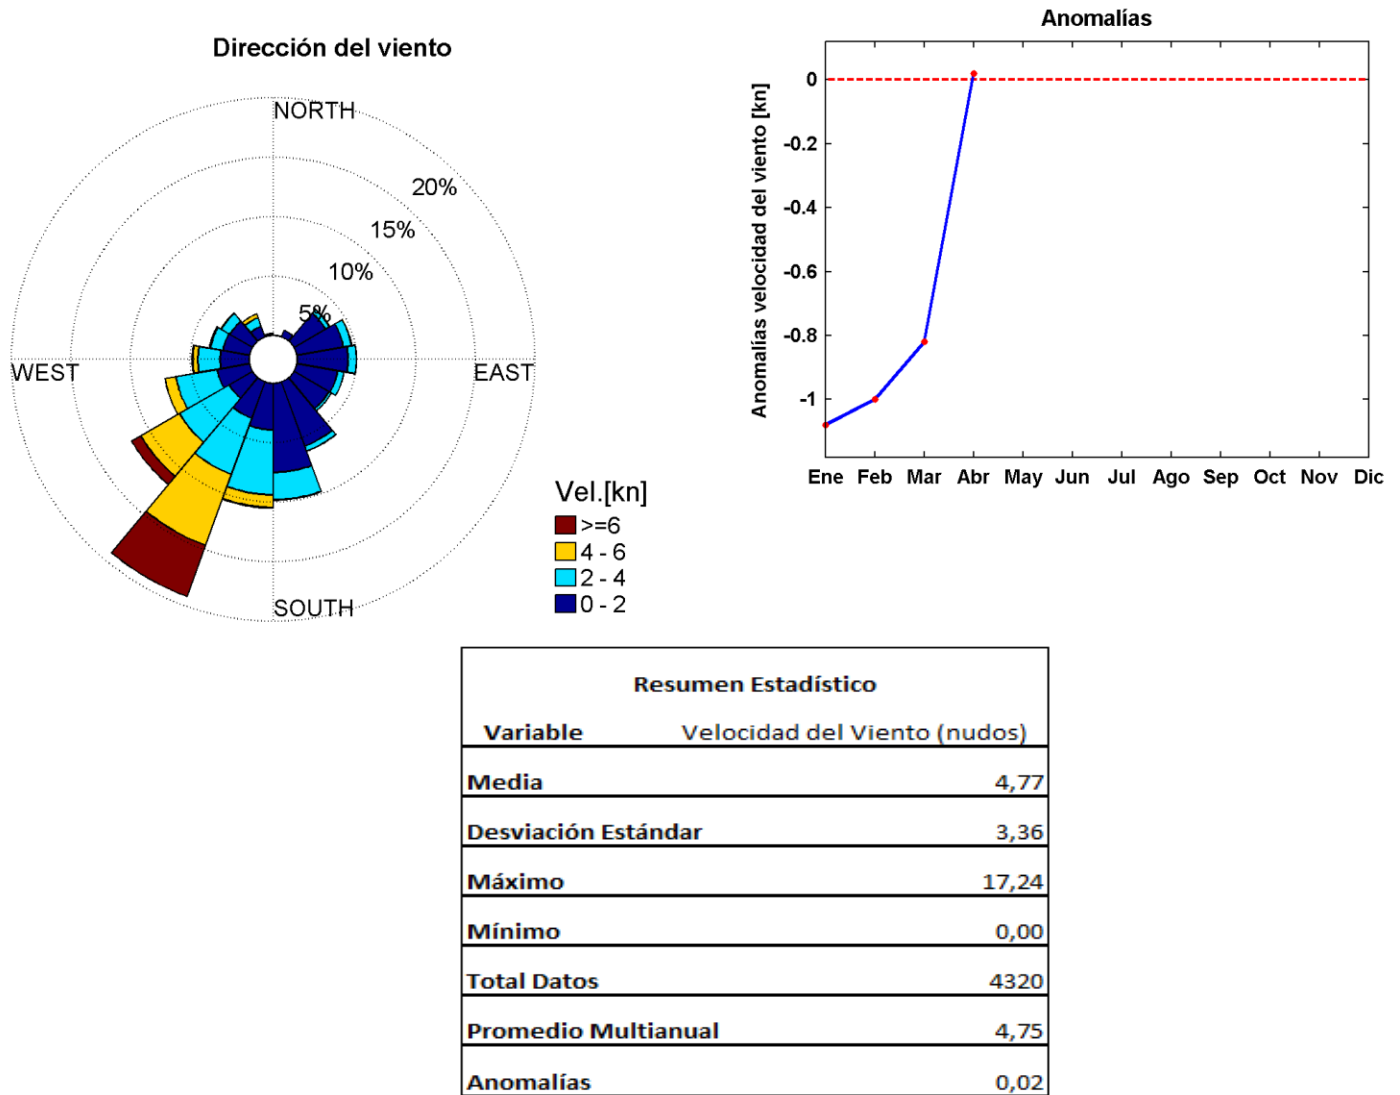 Dirección del viento
NORTH
20%
15%
10%
5%
WEST
EAST
SOUTH
Vel.[kn]
>=6
4 - 6
2 - 4
0 - 2
Anomalías
Anomalías velocidad del viento [kn]
0
-0.2
-0.4
-0.6
-0.8
-1
Ene Feb Mar Abr May Jun Jul Ago Sep Oct Nov Dic
Resumen Estadístico
Variable Velocidad del Viento (nudos)
Media 4,77
Desviación Estándar 3,36
Máximo 17,24
Mínimo 0,00
Total Datos 4320
Promedio Multianual 4,75
Anomalías 0,02